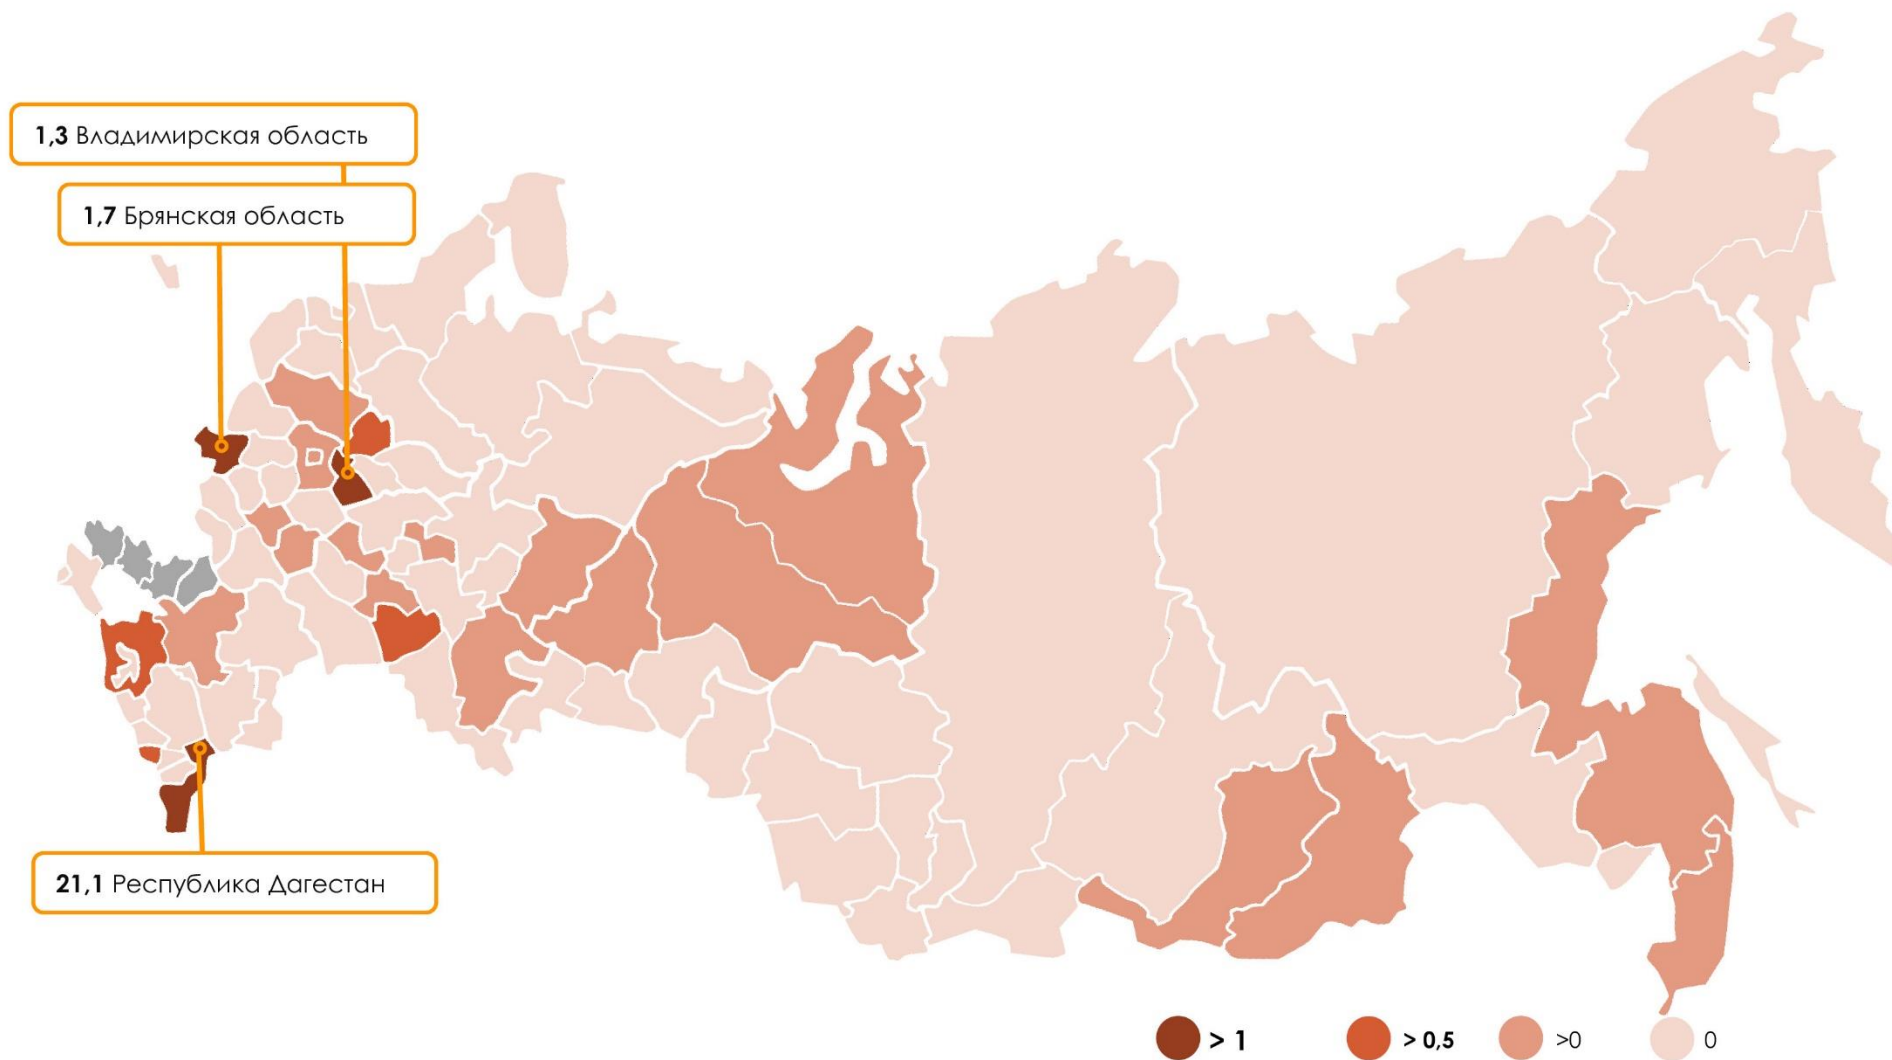 1,3 Владимирская область
1,7 Брянская область
21,1 Республика Дагестан
> 1
> 0,5
>0
0